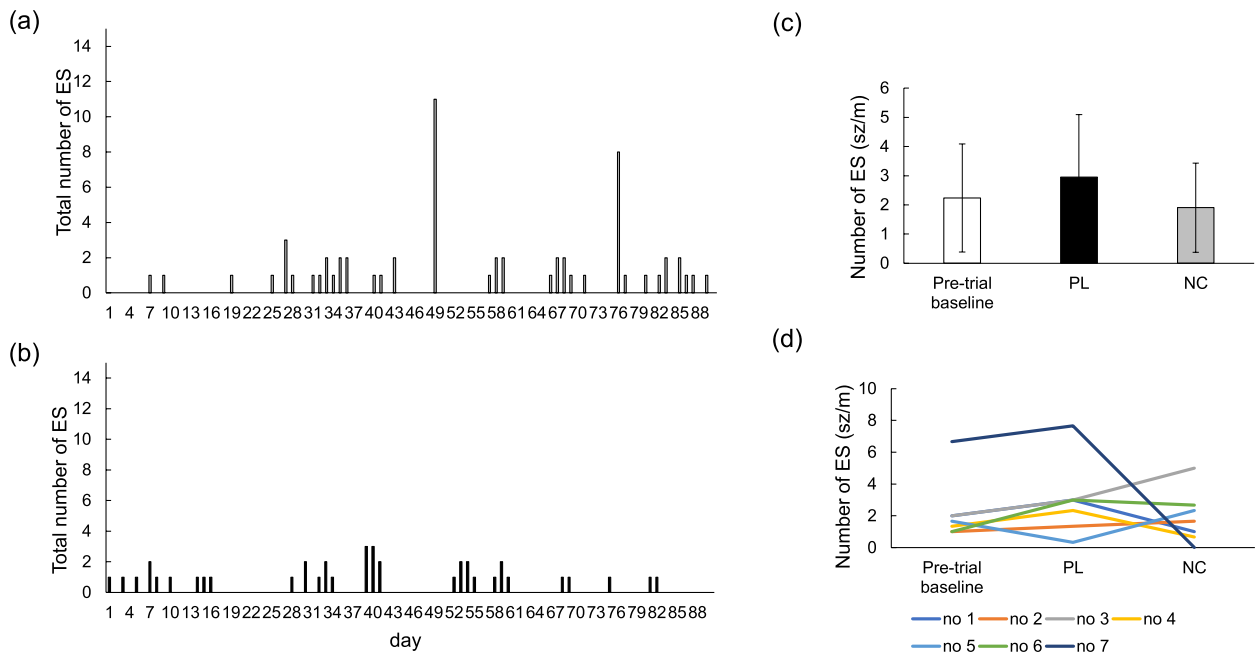 (a)
Total number of ES
14
12
10
8
6
4
2
0
1 4 7 10 13 16 19 22 25 28 31 34 37 40 43 46 49 52 55 58 61 64 67 70 73 76 79 82 85 88
(b)
Total number of ES
14
12
10
8
6
4
2
0
1 4 7 10 13 16 19 22 25 28 31 34 37 40 43 46 49 52 55 58 61 64 67 70 73 76 79 82 85 88
day
(c)
Number of ES (sz/m)
6
5
4
3
2
1
0
Pre-trial PL NC
baseline
(d)
Number of ES (sz/m)
10
8
6
4
2
0
Pre-trial PL NC
baseline
no 1 no 2 no 3 no 4
no 5 no 6 no 7